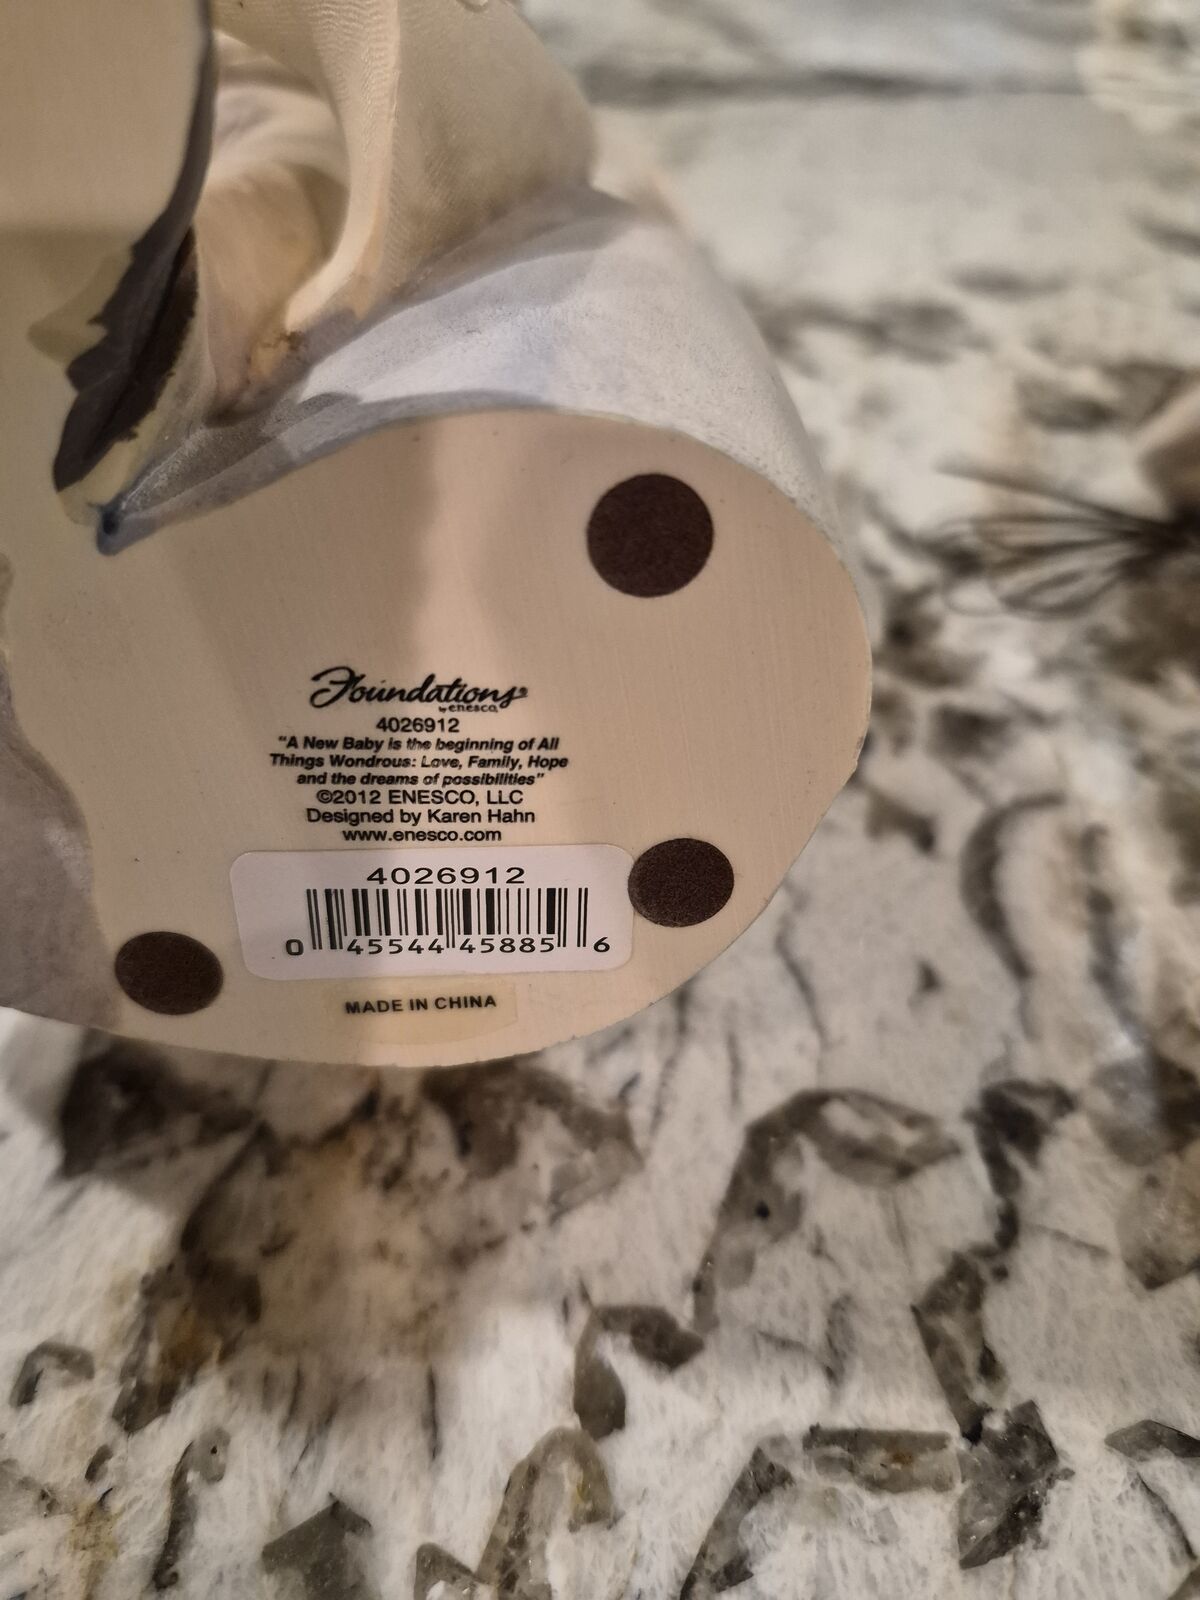 Foundations®
by enesco.
4026912
"A New Baby is the beginning of All
Things Wondrous: Love, Family, Hope
and the dreams of possibilities"
©2012 ENESCO, LLC
Designed by Karen Hahn
www.enesco.com
4026912
0 45544 45885 6
MADE IN CHINA